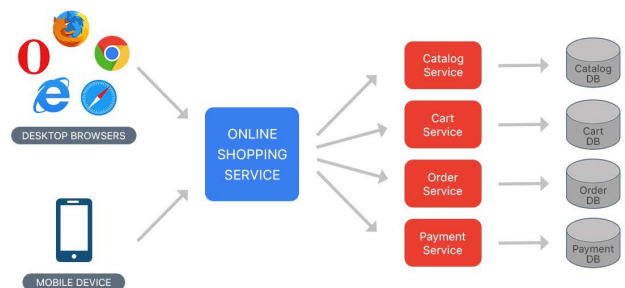 DESKTOP BROWSERS
MOBILE DEVICE
ONLINE
SHOPPING
SERVICE
Catalog
Service
Cart
Service
Order
Service
Payment
Service
Catalog
DB
Cart
DB
Order
DB
Payment
DB